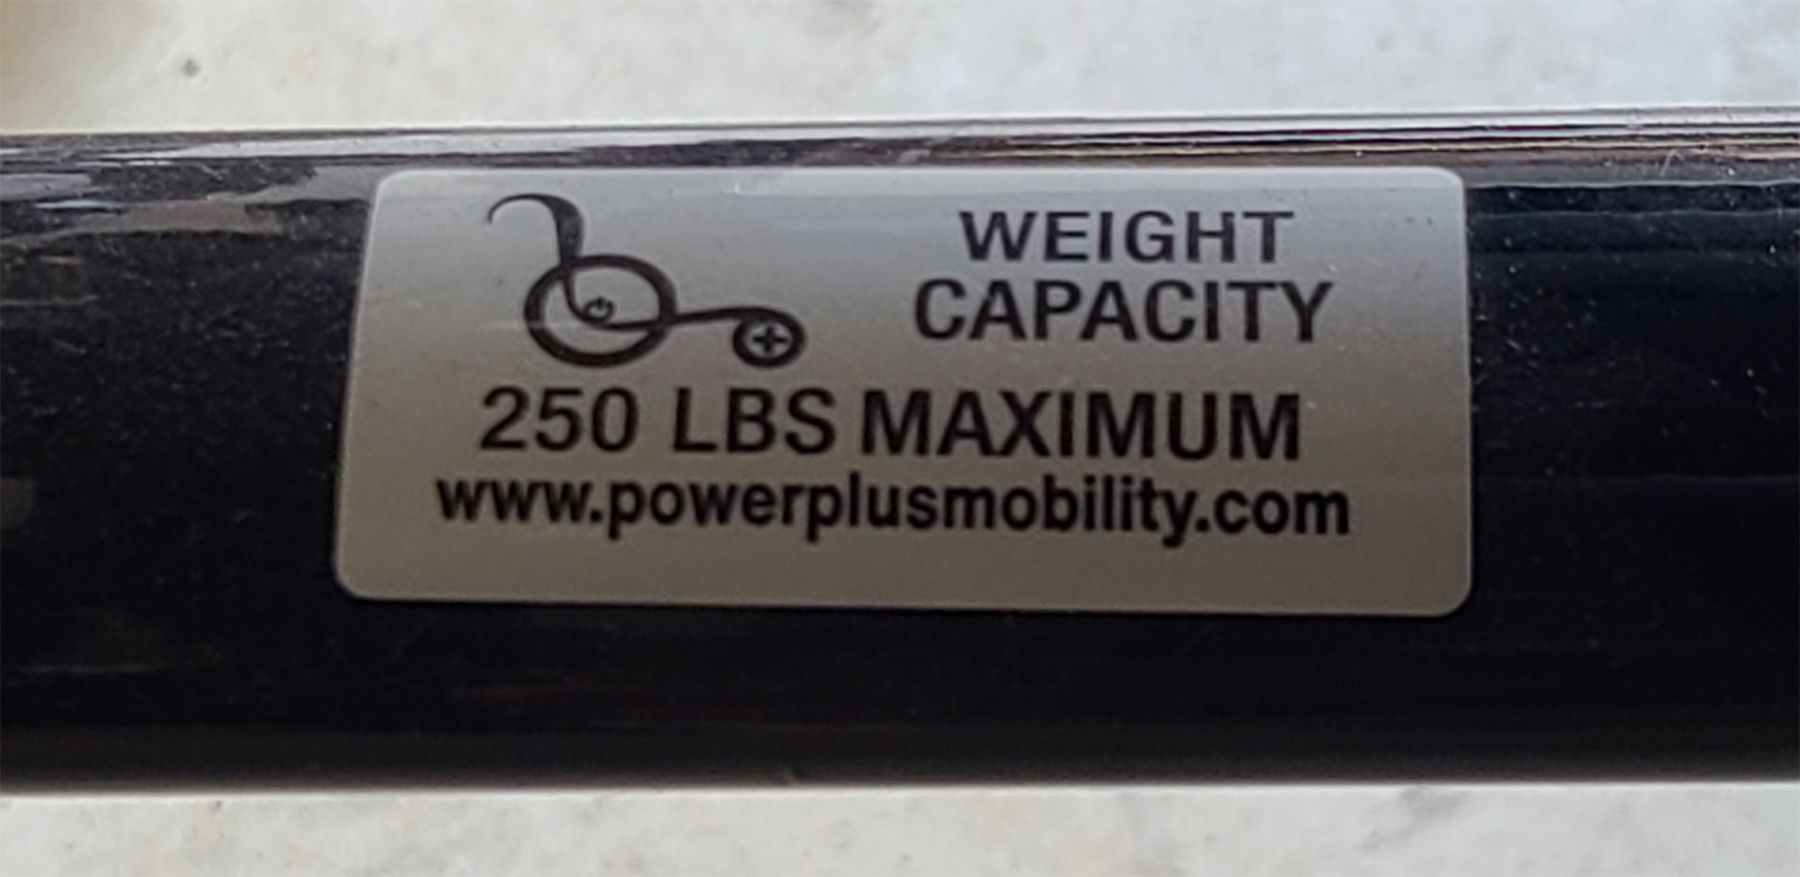 WEIGHT
CAPACITY
250 LBS MAXIMUM
www.powerplusmobility.com